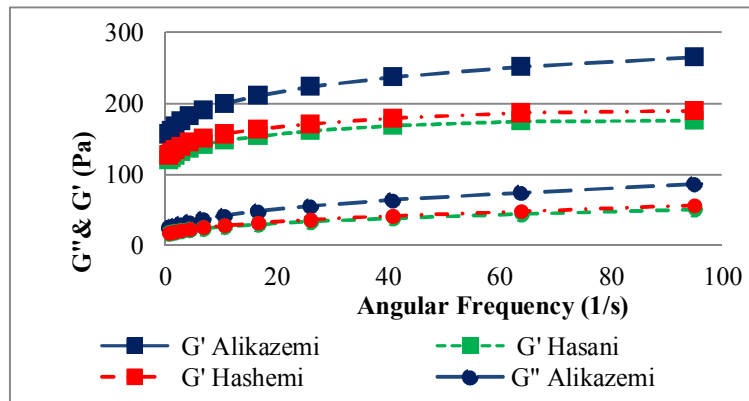 300
200
100
0
0 20 40 60 80 100
G"& G' (Pa)
Angular Frequency (1/s)
G' Alikazemi G' Hasani
G' Hashemi G" Alikazemi